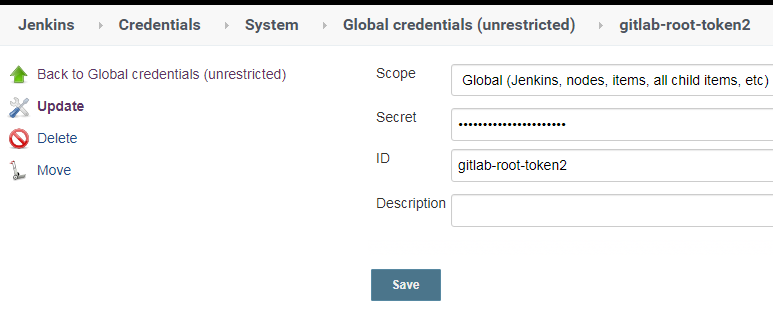 Jenkins Credentials System Global credentials (unrestricted) gitlab-root-token2
Back to Global credentials (unrestricted)
Update
Delete
Move
Scope Global (Jenkins, nodes, items, all child items, etc)
Secret ••••••••••••••••••••••
ID gitlab-root-token2
Description
Save